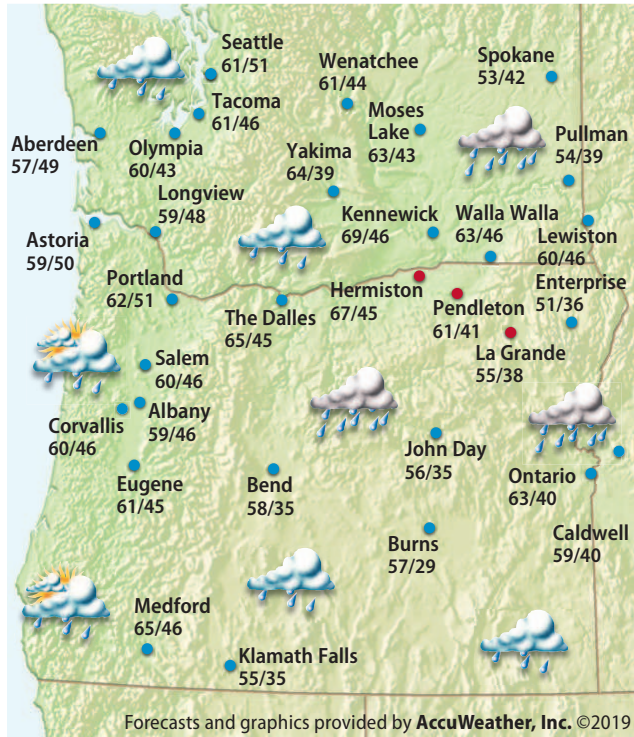 Seattle
61/51
Wenatchee
61/44
Spokane
53/42
Tacoma
61/46
Moses
Lake
63/43
Pullman
54/39
Aberdeen
57/49
Olympia
60/43
Yakima
64/39
Longview
59/48
Kennewick
69/46
Walla Walla
63/46
Lewiston
60/46
Astoria
59/50
Portland
62/51
The Dalles
65/45
Hermiston
67/45
Pendleton
61/41
Enterprise
51/36
La Grande
55/38
Salem
60/46
Albany
59/46
Corvallis
60/46
John Day
56/35
Ontario
63/40
Eugene
61/45
Bend
58/35
Burns
57/29
Caldwell
59/40
Medford
65/46
Klamath Falls
55/35
Forecasts and graphics provided by AccuWeather, Inc. ©2019